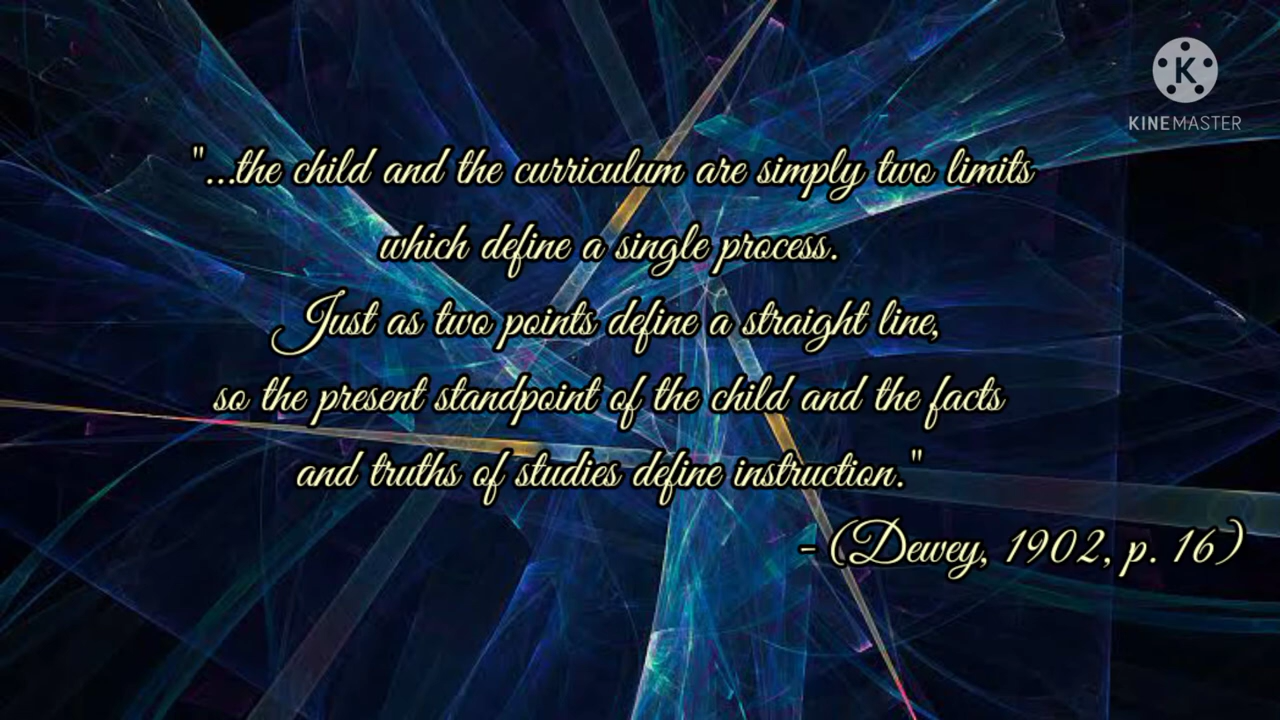 K
KINEMASTER
"...the child and the curriculum are simply two limits
which define a single process.
Just as two points define a straight line,
so the present standpoint of the child and the facts
and truths of studies define instruction."
- (Dewey, 1902, p. 16)